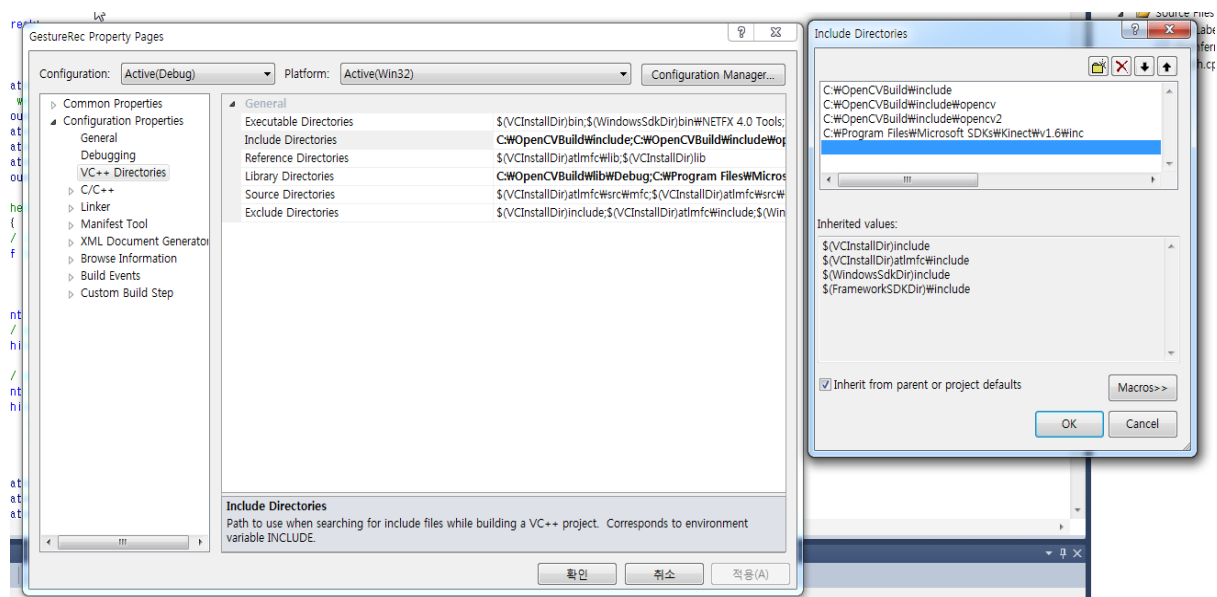 GestureRec Property Pages
Configuration: Active(Debug) Platform: Active(Win32) Configuration Manager...
Common Properties
Configuration Properties
General
Debugging
VC++ Directories
C/C++
Linker
Manifest Tool
XML Document Generator
Browse Information
Build Events
Custom Build Step
General
Executable Directories $(VCInstallDir)bin;$(WindowsSdkDir)bin₩NETFX 4.0 Tools;
Include Directories C:₩OpenCVBuild₩include;C:₩OpenCVBuild₩include₩op
Reference Directories $(VCInstallDir)atlmfc₩lib;$(VCInstallDir)lib
Library Directories C:₩OpenCVBuild₩lib₩Debug;C:₩Program Files₩Micros
Source Directories $(VCInstallDir)atlmfc₩src₩mfc;$(VCInstallDir)atlmfc₩src₩
Exclude Directories $(VCInstallDir)include;$(VCInstallDir)atlmfc₩include;$(Win
Include Directories
Path to use when searching for include files while building a VC++ project. Corresponds to environment
variable INCLUDE.
확인 취소 적용(A)
Include Directories
C:₩OpenCVBuild₩include
C:₩OpenCVBuild₩include₩opencv
C:₩OpenCVBuild₩include₩opencv2
C:₩Program Files₩Microsoft SDKs₩Kinect₩v1.6₩inc
Inherited values:
$(VCInstallDir)include
$(VCInstallDir)atlmfc₩include
$(WindowsSdkDir)include
$(FrameworkSDKDir)₩include
Inherit from parent or project defaults
Macros>>
OK Cancel
Source Files